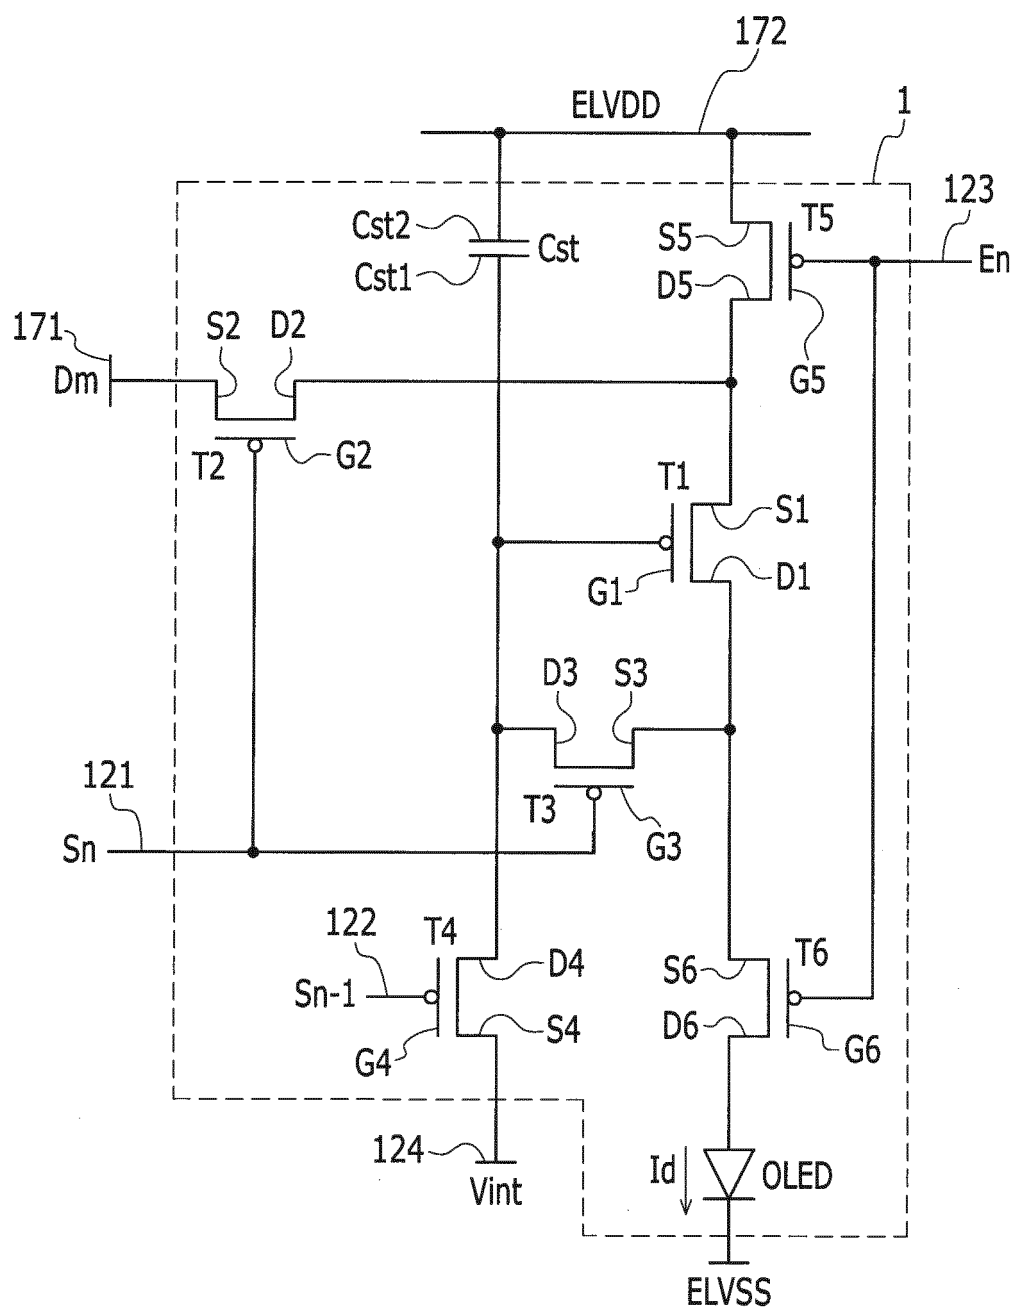 172
ELVDD
1
123
T5
Cst2
S5
Cst
En
Cst1
D5
171
S2
D2
Dm
G5
T2
G2
T1
S1
G1
D1
D3
S3
121
T3
Sn
G3
122
T4
T6
D4
S6
Sn-1
S4
D6
G4
G6
124
Id
OLED
Vint
ELVSS